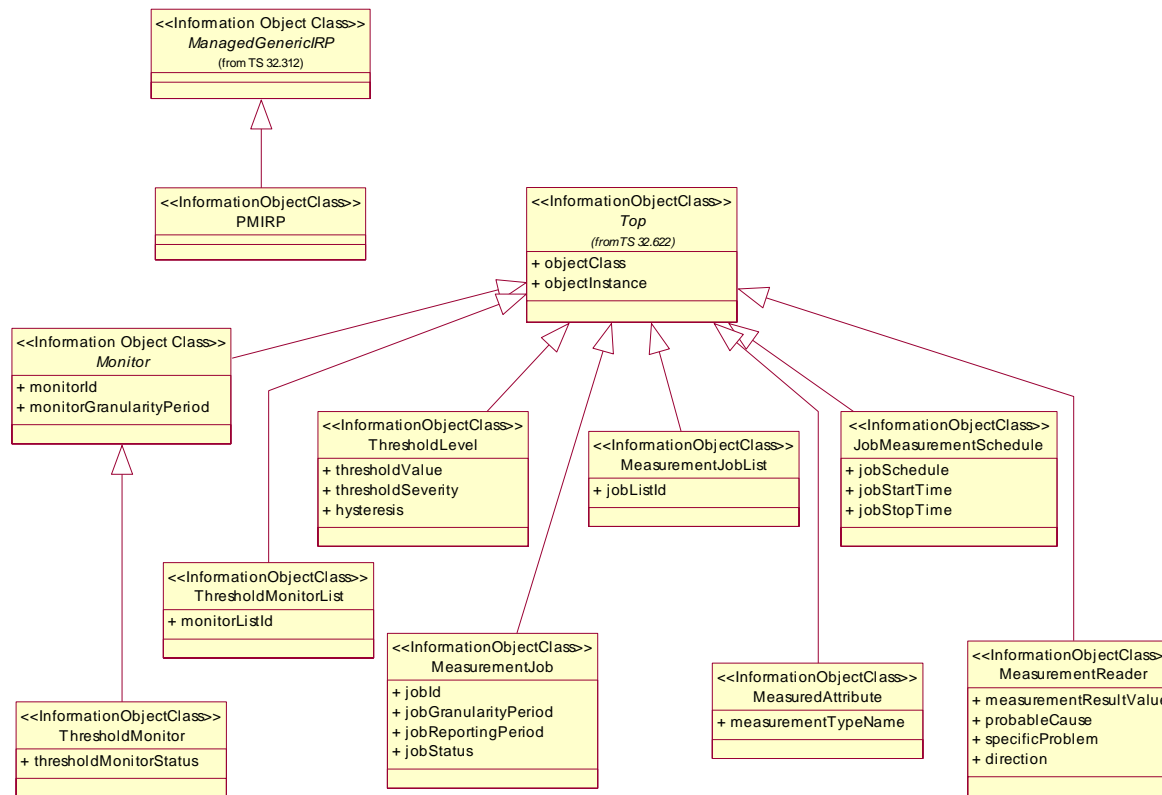 <<Information Object Class>>
ManagedGenericIRP
(from TS 32.312)
<<InformationObjectClass>>
PMIRP
<<InformationObjectClass>>
Top
(fromTS 32.622)
+ objectClass
+ objectInstance
<<Information Object Class>>
Monitor
+ monitorId
+ monitorGranularityPeriod
<<InformationObjectClass>>
ThresholdLevel
+ thresholdValue
+ thresholdSeverity
+ hysteresis
<<InformationObjectClass>>
MeasurementJobList
+ jobListId
<<InformationObjectClass>>
JobMeasurementSchedule
+ jobSchedule
+ jobStartTime
+ jobStopTime
<<InformationObjectClass>>
ThresholdMonitorList
+ monitorListId
<<InformationObjectClass>>
MeasurementJob
+ jobId
+ jobGranularityPeriod
+ jobReportingPeriod
+ jobStatus
<<InformationObjectClass>>
MeasuredAttribute
+ measurementTypeName
<<InformationObjectClass>
MeasurementReader
+ measurementResultValue
+ probableCause
+ specificProblem
+ direction
<<InformationObjectClass>>
ThresholdMonitor
+ thresholdMonitorStatus